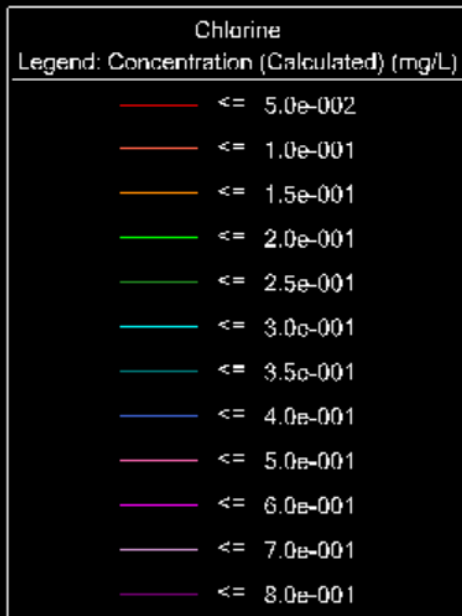 Chlorine
Legend: Concentration (Calculated) (mg/L)
<= 5.0e-002
<= 1.0e-001
<= 1.5e-001
<= 2.0e-001
<= 2.5e-001
<= 3.0e-001
<= 3.5e-001
<= 4.0e-001
<= 5.0e-001
<= 6.0e-001
<= 7.0e-001
<= 8.0e-001